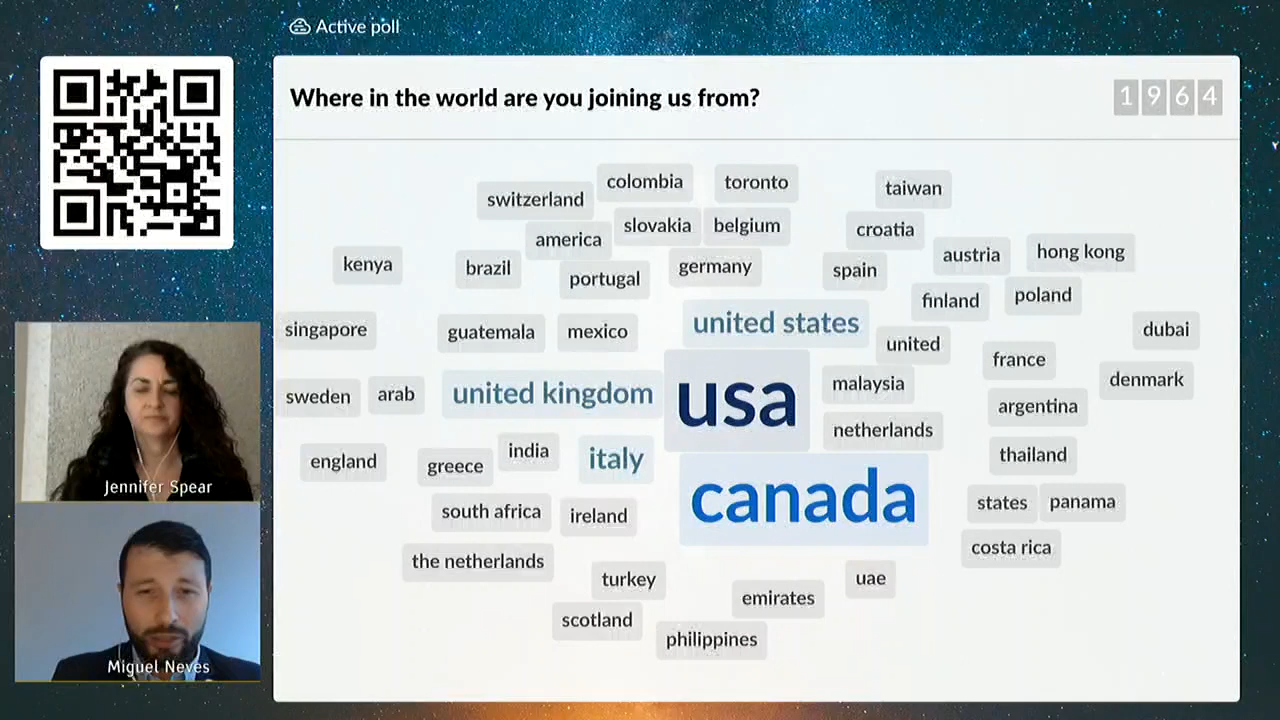 Active poll
Where in the world are you joining us from?
1964
colombia
toronto
taiwan
switzerland
slovakia
belgium
croatia
america
austria
hong kong
kenya
brazil
portugal
germany
spain
finland
poland
singapore
guatemala
mexico
united states
united
dubai
france
sweden
arab
united kingdom
usa
malaysia
denmark
argentina
netherlands
england
greece
india
italy
thailand
canada
states
panama
south africa
ireland
costa rica
the netherlands
turkey
emirates
uae
scotland
philippines
Jennifer Spear
Miguel Neves